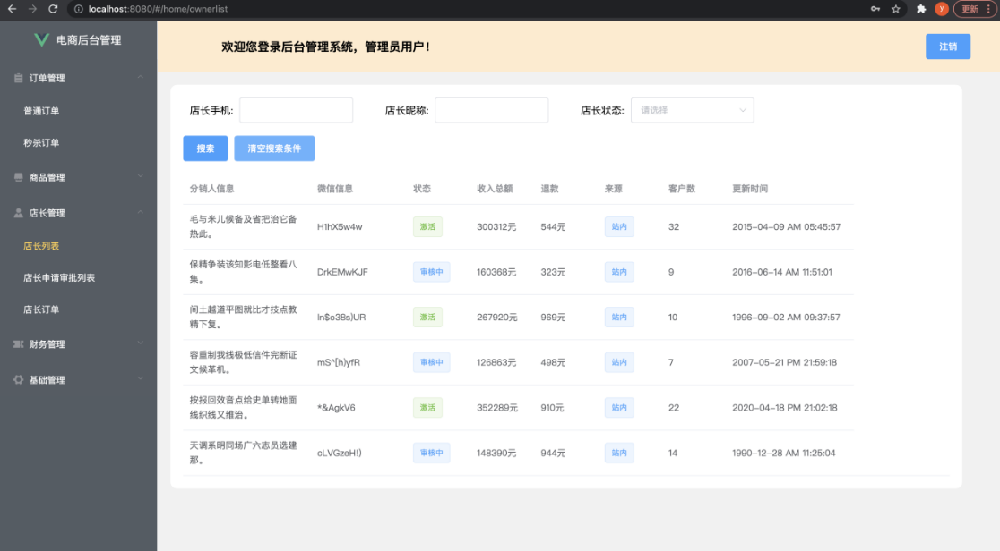 localhost:8080/#/home/ownerlist
y
更新
电商后台管理
欢迎您登录后台管理系统，管理员用户！
注销
订单管理
普通订单
秒杀订单
商品管理
店长管理
店长列表
店长申请审批列表
店长订单
财务管理
基础管理
店长手机: 店长昵称: 店长状态: 请选择
搜索 清空搜索条件
分销人信息 微信信息 状态 收入总额 退款 来源 客户数 更新时间
毛与米儿候备及省把治它备
热此。
H1hX5w4w 激活 300312元 544元 站内 32 2015-04-09 AM 05:45:57
保精争装该知影电低整看八
集。
DrkEMwKJF 审核中 160368元 323元 站内 9 2016-06-14 AM 11:51:01
间土越道平图就比才技点教
精下复。
In$o38s)UR 激活 267920元 969元 站内 10 1996-09-02 AM 09:37:57
容重制我线极低信件完断证
文候革机。
mS^[h)yfR 审核中 126863元 498元 站内 7 2007-05-21 PM 21:59:18
按报回效音点给史单转她面
线织线又维治。
*&AgkV6 激活 352289元 910元 站内 22 2020-04-18 PM 21:02:18
天调系明同场广六志员选建
那。
cLVGzeH!) 审核中 148390元 944元 站内 14 1990-12-28 AM 11:25:04